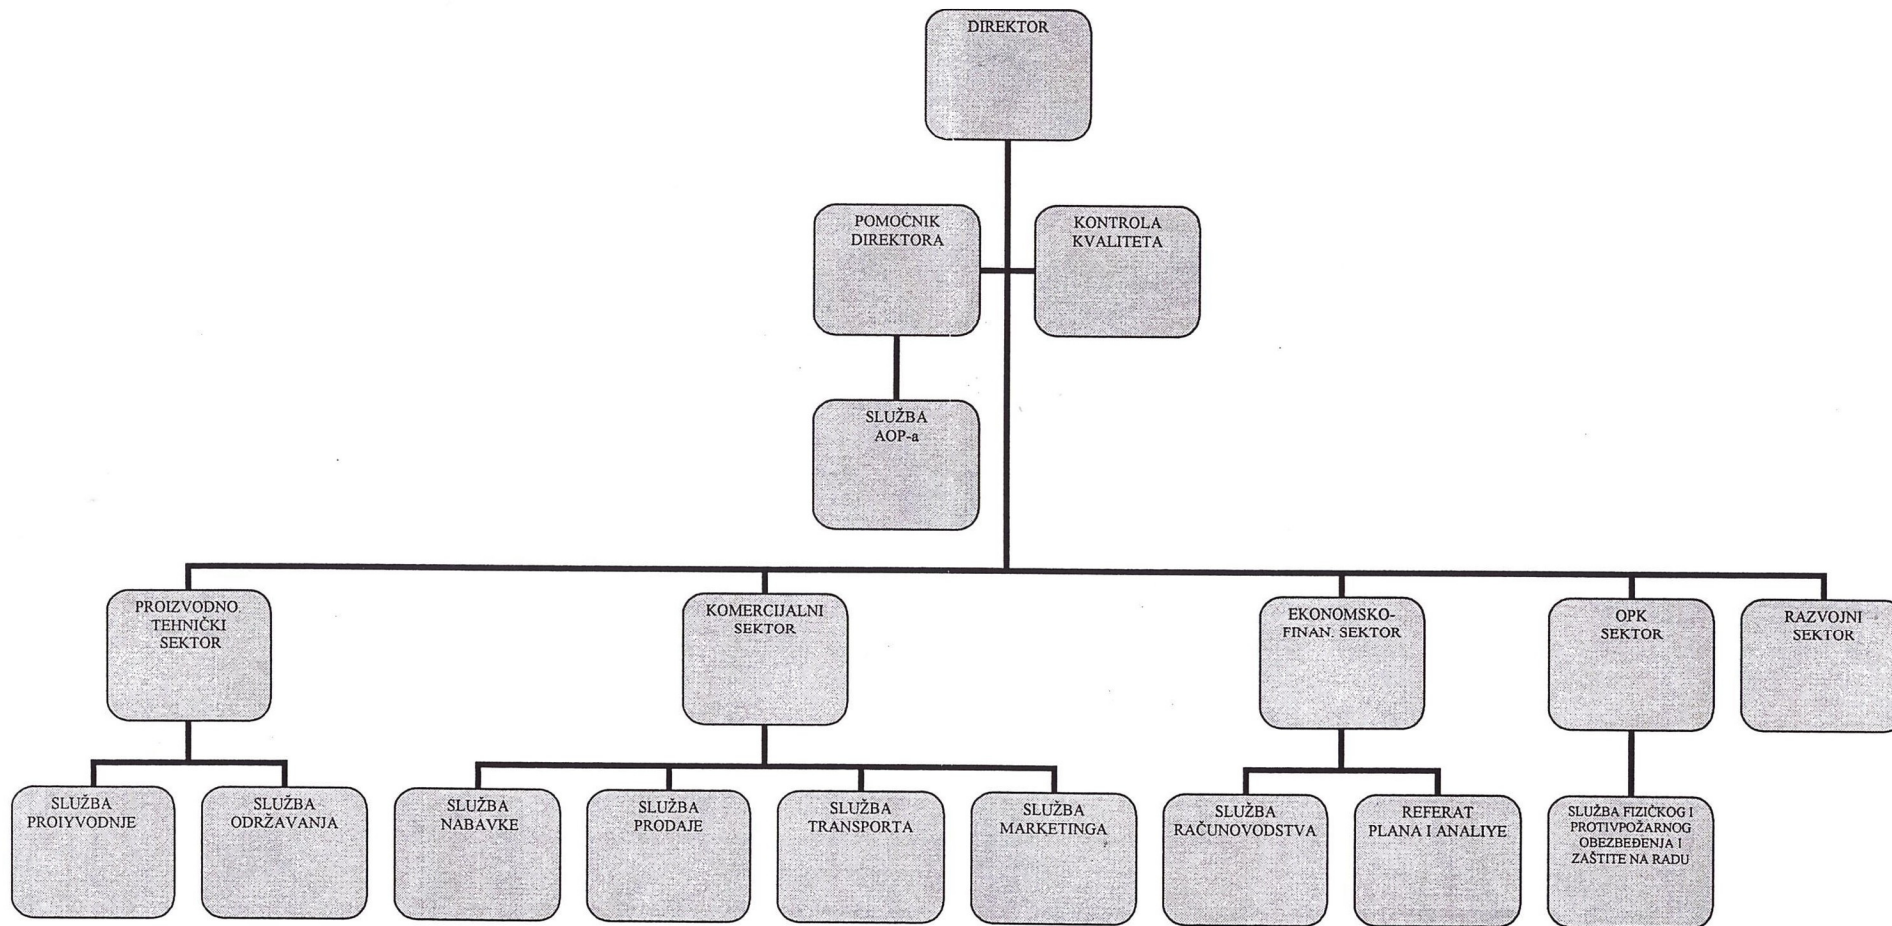 DIREKTOR
POMOĆNIK
DIREKTORA
KONTROLA
KVALITETA
SLUŽBA
AOP-a
PROIZVODNO.
TEHNIČKI
SEKTOR
KOMERCIJALNI
SEKTOR
EKONOMSKO-
FINAN. SEKTOR
OPK
SEKTOR
RAZVOJNI
SEKTOR
SLUŽBA
PROIYVODNJE
SLUŽBA
ODRŽAVANJA
SLUŽBA
NABAVKE
SLUŽBA
PRODAJE
SLUŽBA
TRANSPORTA
SLUŽBA
MARKETINGA
SLUŽBA
RAČUNOVODSTVA
REFERAT
PLANA I ANALIYE
SLUŽBA FIZIČKOG I
PROTIVPOŽARNOG
OBEZBEĐENJA I
ZAŠTITE NA RADU